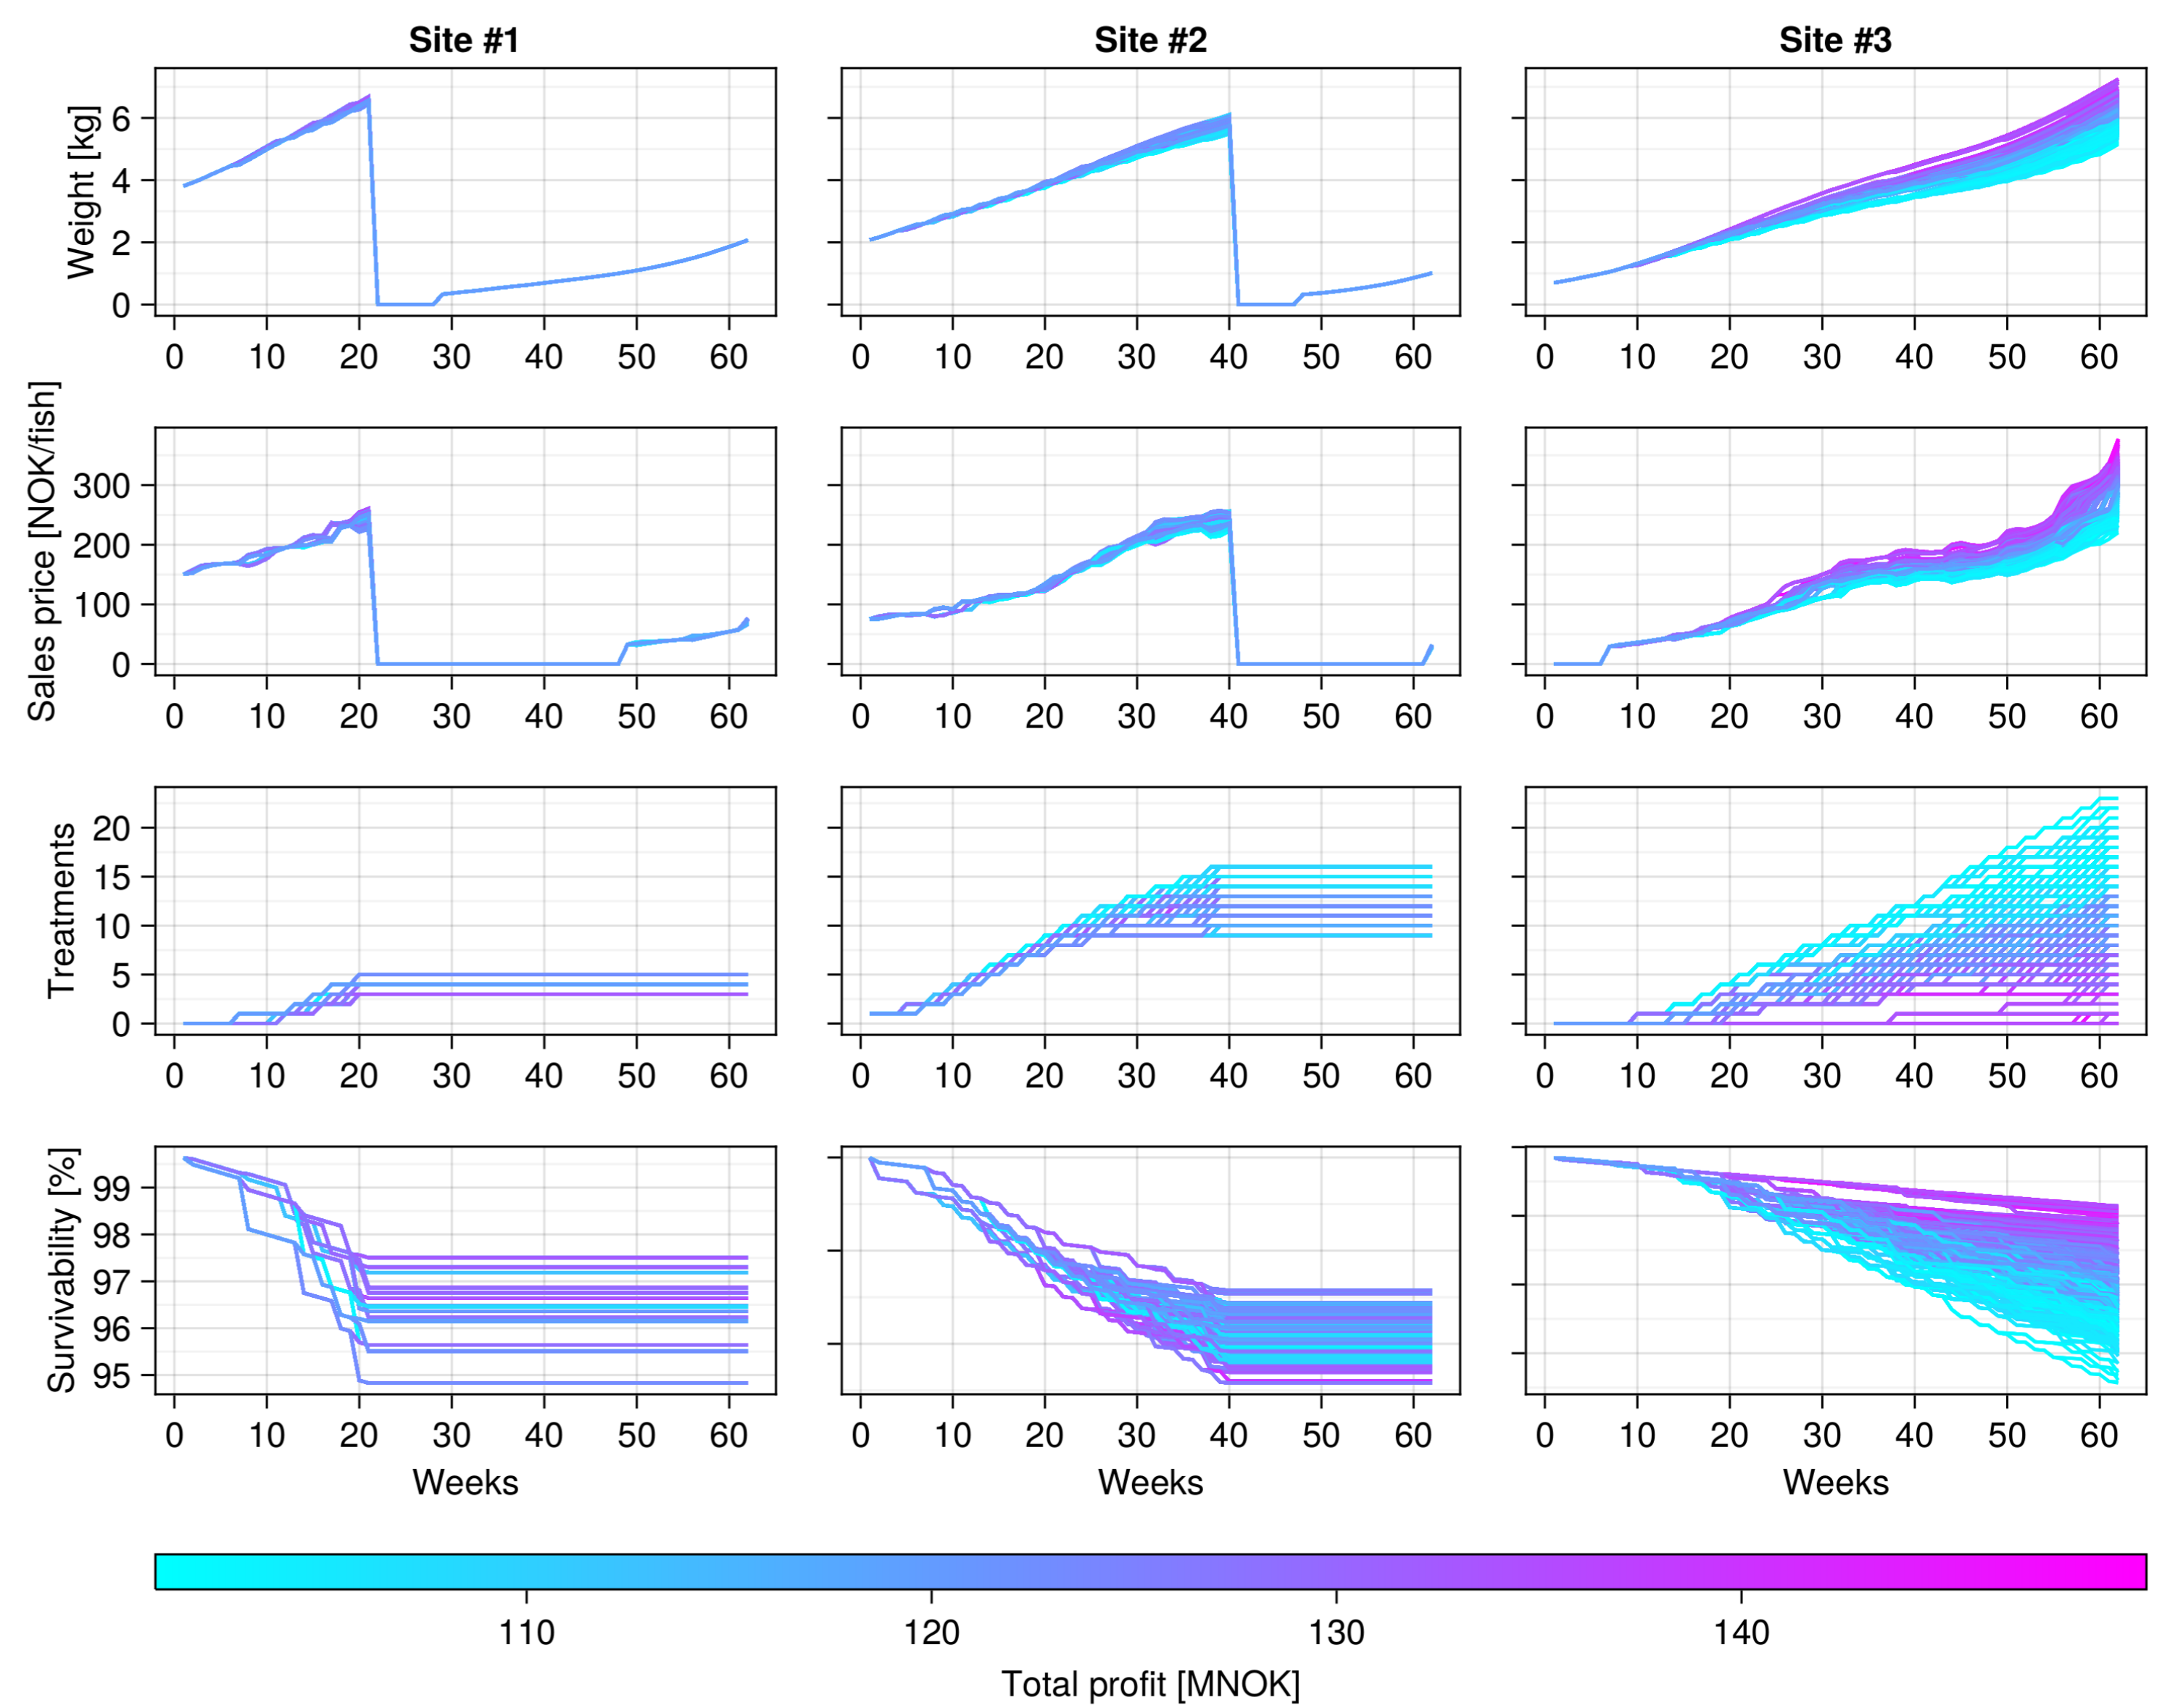 Site #1 Site #2 Site #3
Weight [kg]
6
4
2
0
0 10 20 30 40 50 60 0 10 20 30 40 50 60 0 10 20 30 40 50 60
Sales price [NOK/fish]
300
200
100
0
0 10 20 30 40 50 60 0 10 20 30 40 50 60 0 10 20 30 40 50 60
Treatments
20
15
10
5
0
0 10 20 30 40 50 60 0 10 20 30 40 50 60 0 10 20 30 40 50 60
Survivability [%]
99
98
97
96
95
0 10 20 30 40 50 60 0 10 20 30 40 50 60 0 10 20 30 40 50 60
Weeks Weeks Weeks
110 120 130 140
Total profit [MNOK]